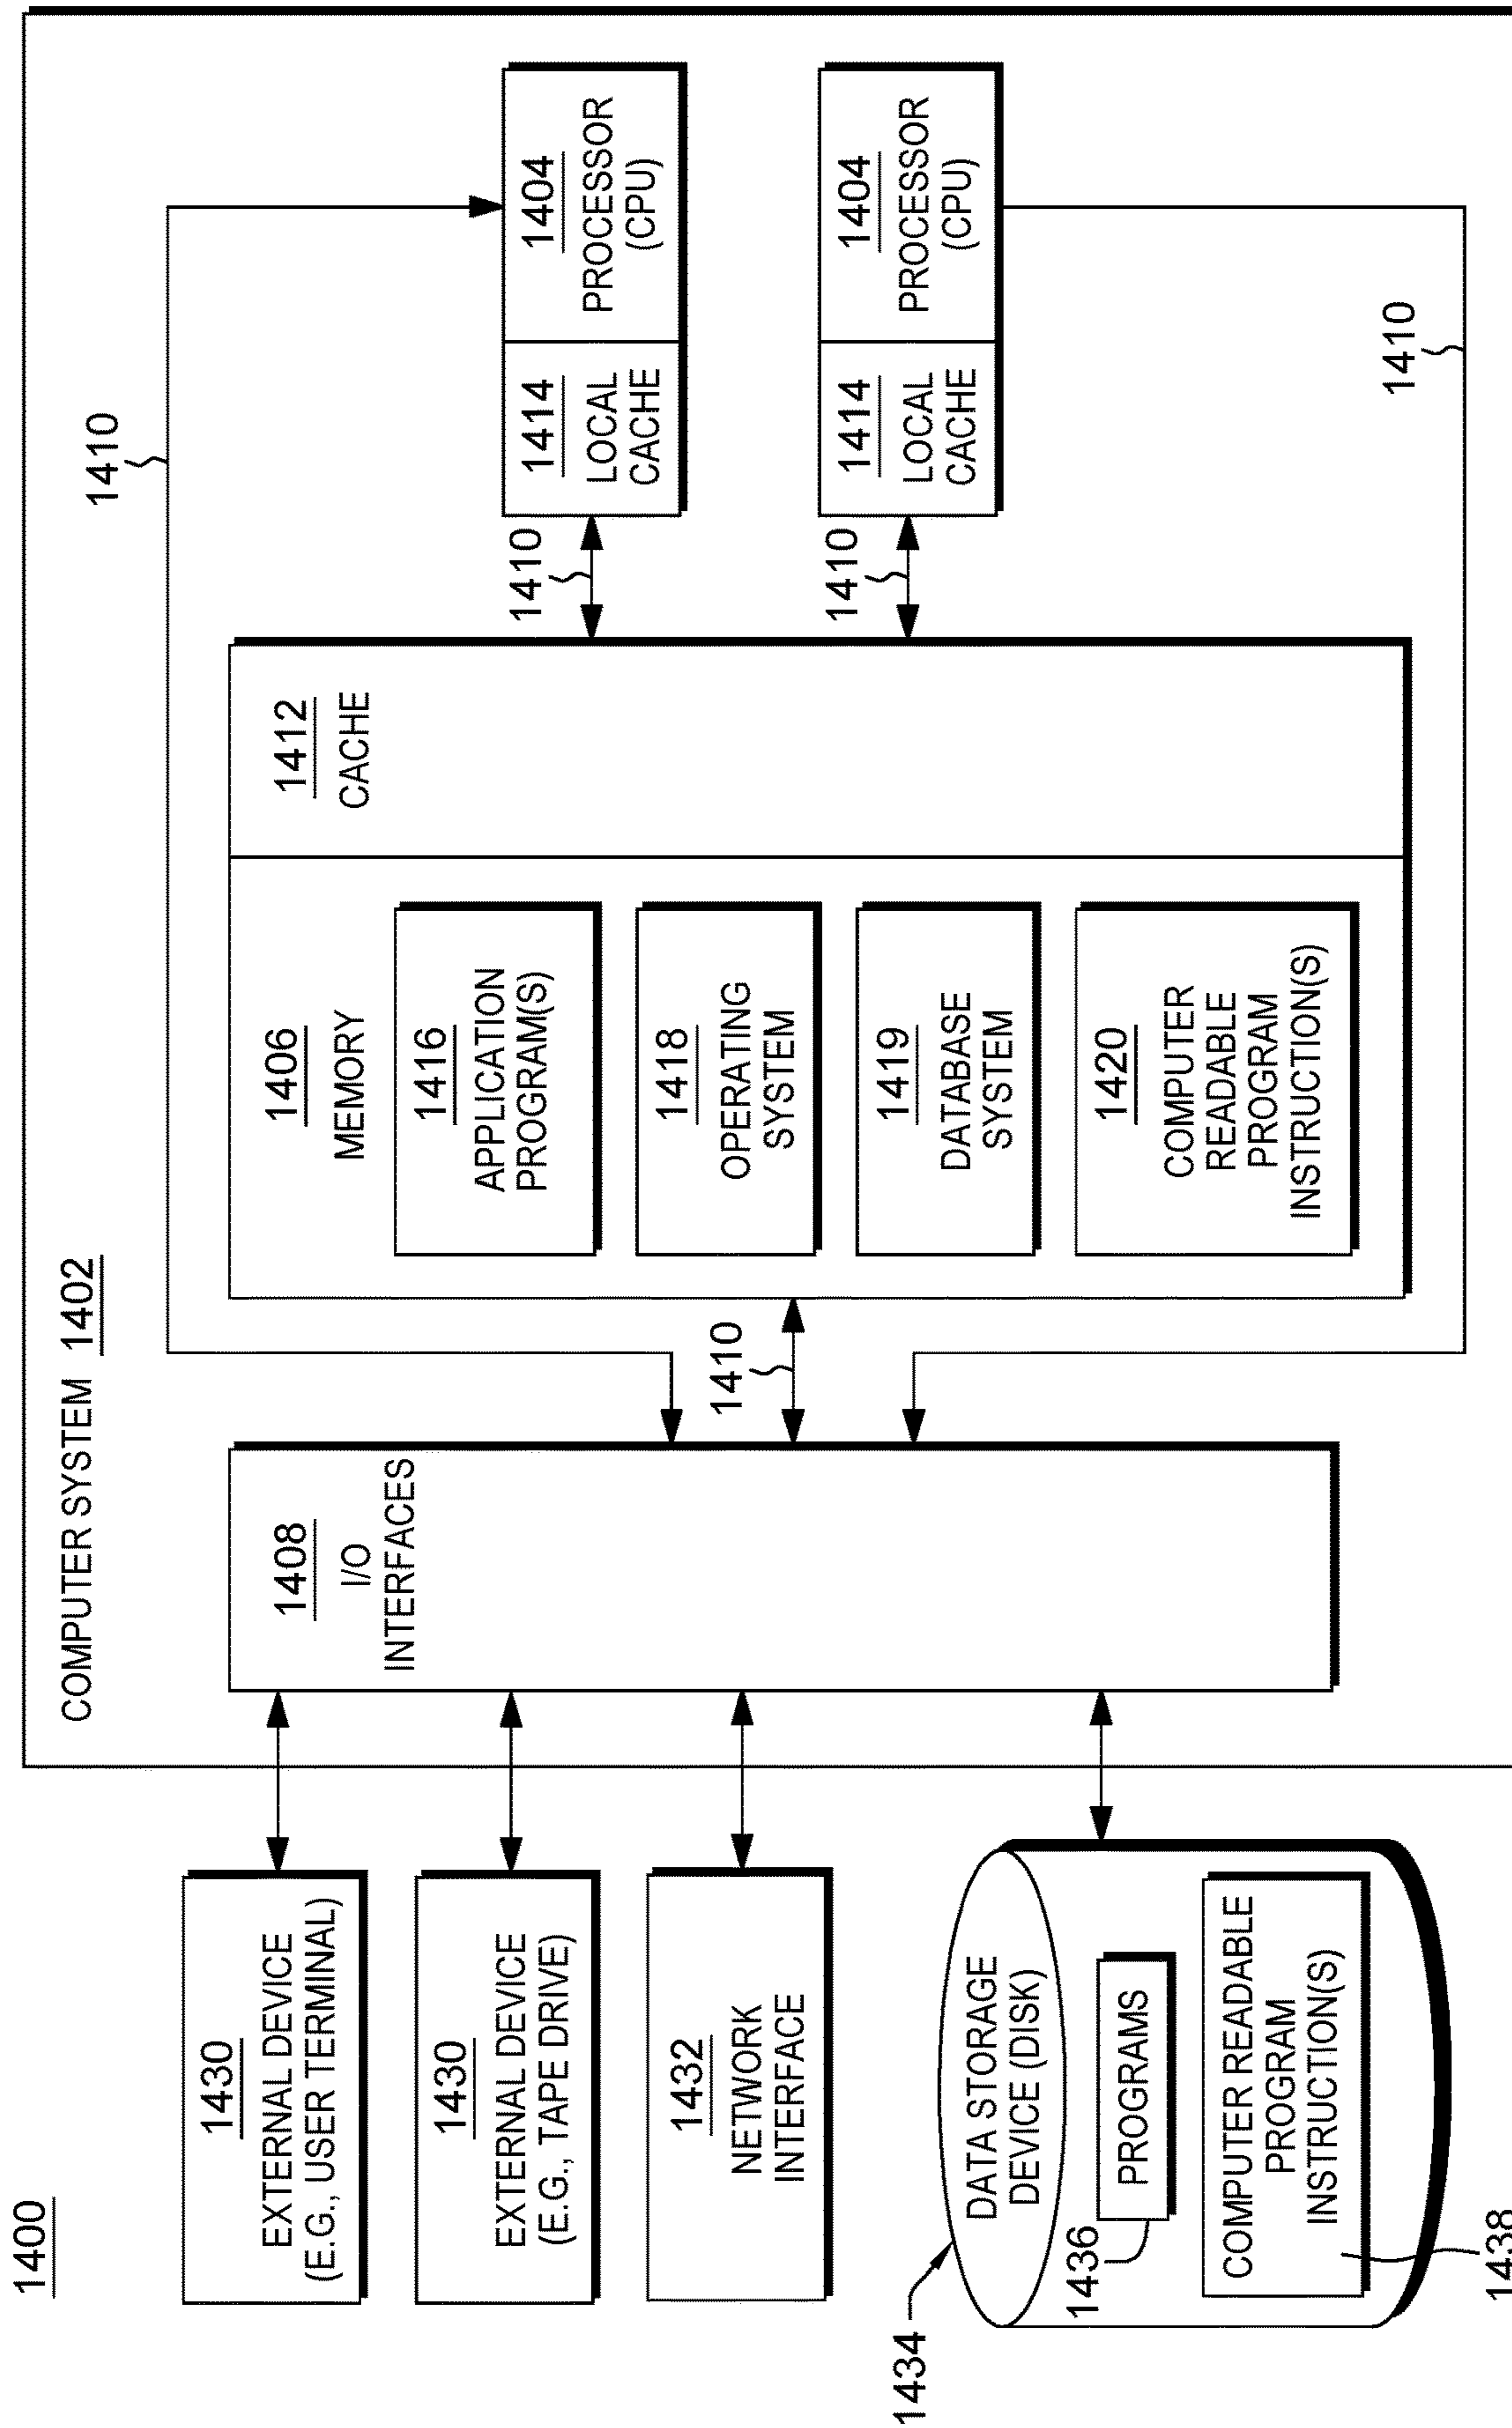 1400
COMPUTER SYSTEM 1402
1430
EXTERNAL DEVICE
(E.G., USER TERMINAL)
1430
EXTERNAL DEVICE
(E.G., TAPE DRIVE)
1432
NETWORK
INTERFACE
1434
DATA STORAGE
DEVICE (DISK)
1436
PROGRAMS
COMPUTER READABLE
PROGRAM
INSTRUCTION(S)
1438
1408
I/O
INTERFACES
1410
1410
1406
MEMORY
1416
APPLICATION
PROGRAM(S)
1418
OPERATING
SYSTEM
1419
DATABASE
SYSTEM
1420
COMPUTER
READABLE
PROGRAM
INSTRUCTION(S)
1412
CACHE
1410
1410
1414
LOCAL
CACHE
1404
PROCESSOR
(CPU)
1414
LOCAL
CACHE
1404
PROCESSOR
(CPU)
1410